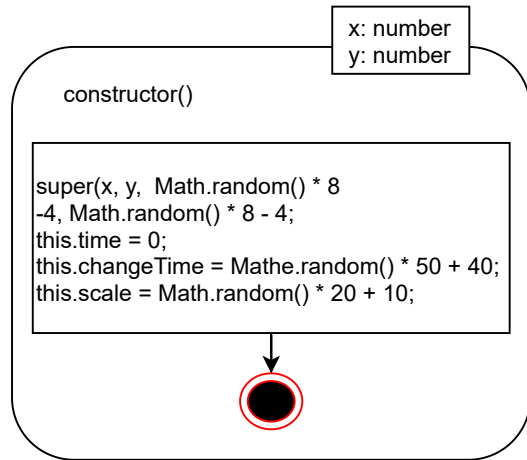 x: number
y: number
constructor()
super(x, y, Math.random() * 8
-4, Math.random() * 8 - 4;
this.time = 0;
this.changeTime = Mathe.random() * 50 + 40;
this.scale = Math.random() * 20 + 10;